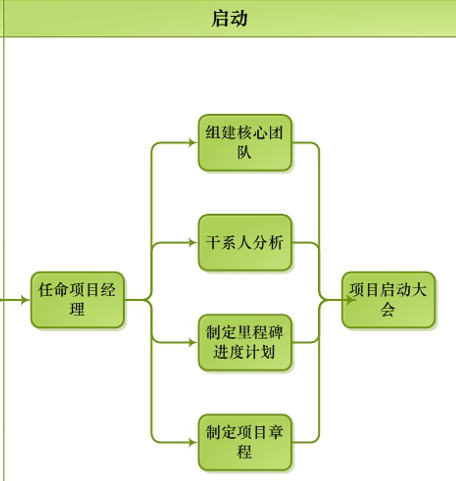 启动
组建核心团
队
干系人分析
任命项目经
理
项目启动大
会
制定里程碑
进度计划
制定项目章
程